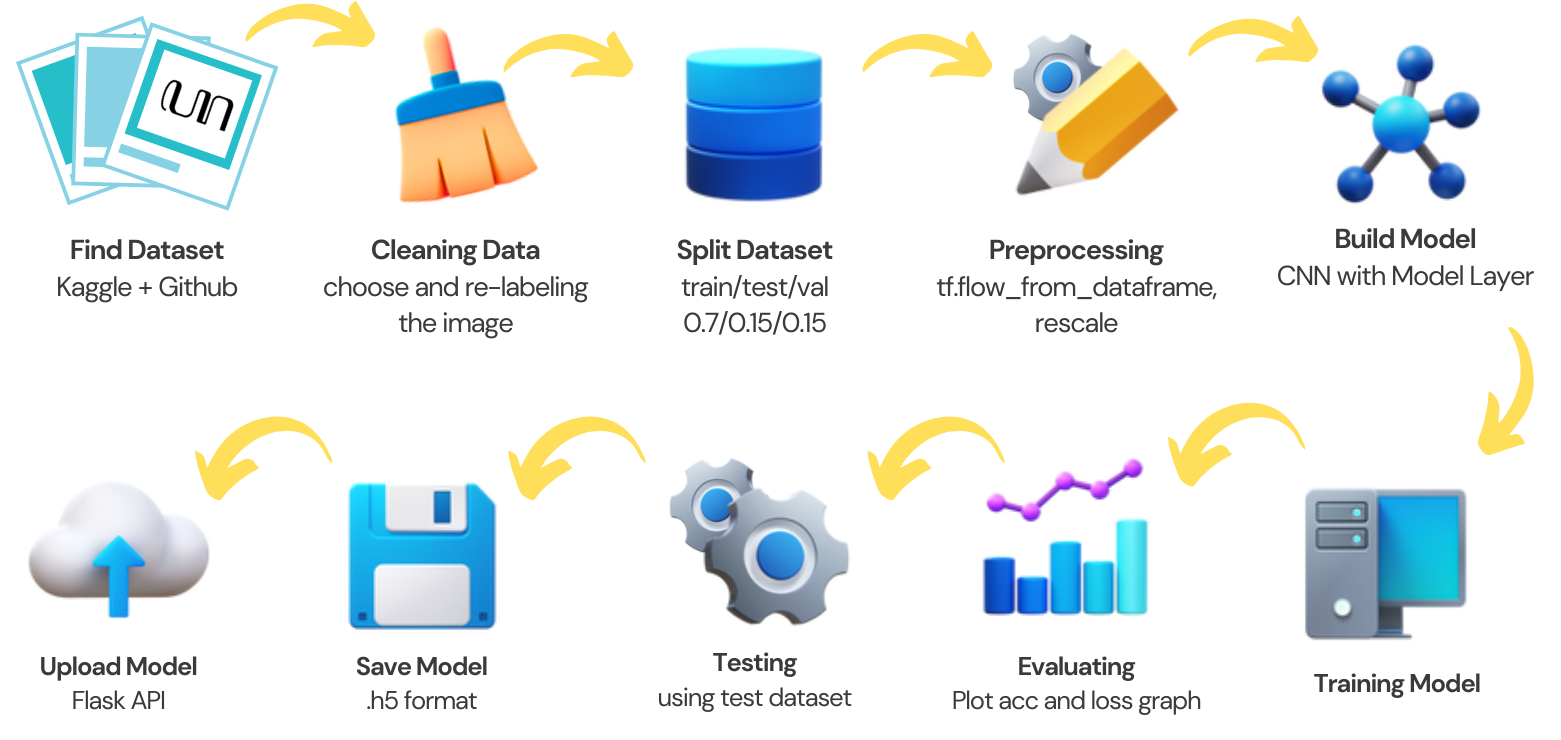 Find Dataset
Kaggle + Github
Cleaning Data
choose and re-labeling
the image
Split Dataset
train/test/val
0.7/0.15/0.15
Preprocessing
tf.flow_from_dataframe,
rescale
Build Model
CNN with Model Layer
Training Model
Evaluating
Plot acc and loss graph
Testing
using test dataset
Save Model
.h5 format
Upload Model
Flask API